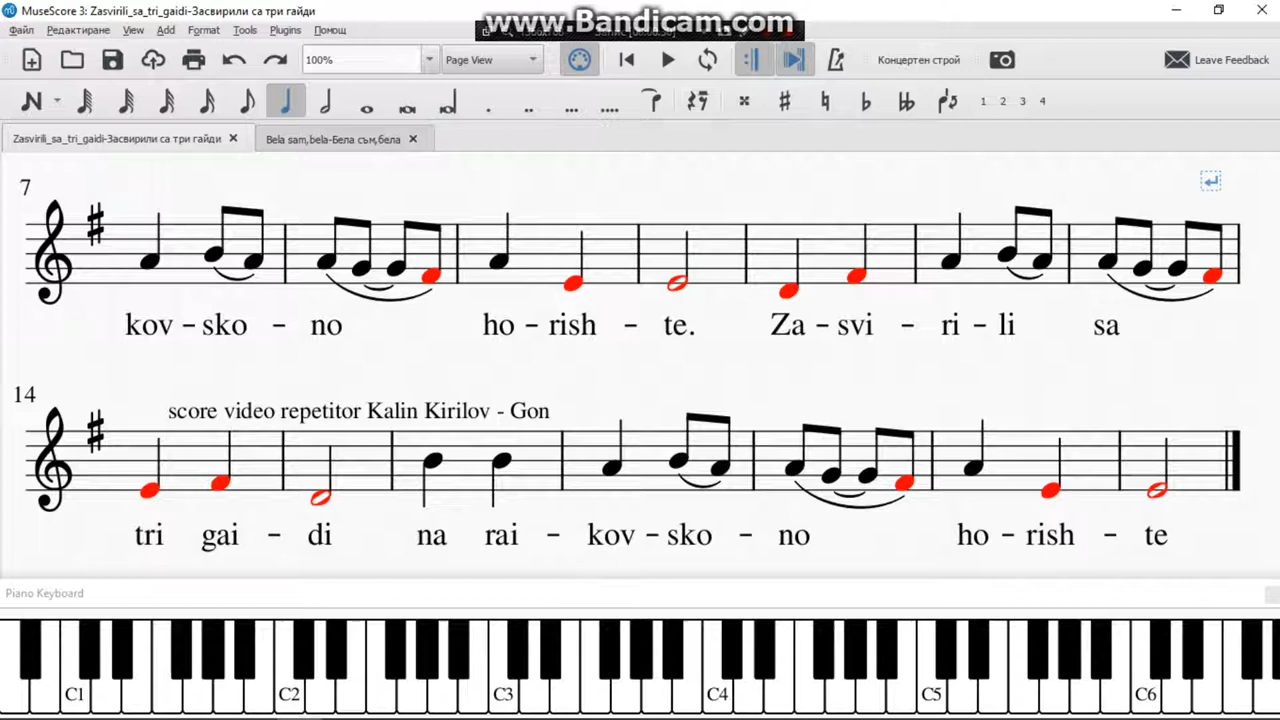 MuseScore 3: Zasvirili_sa_tri_gaidi-Засвирили са три гайди
www.Bandicam.com
Файл Редактиране View Add Format Tools Plugins Помощ
100% Page View Концертен строй Leave Feedback
1 2 3 4
Zasvirili_sa_tri_gaidi-Засвирили са три гайди Bela sam,bela-Бела съм,бела
7
kov - sko - no ho - rish - te. Za - svi - ri - li sa
14
score video repetitor Kalin Kirilov - Gon
tri gai - di na rai - kov - sko - no ho - rish - te
Piano Keyboard
C1 C2 C3 C4 C5 C6